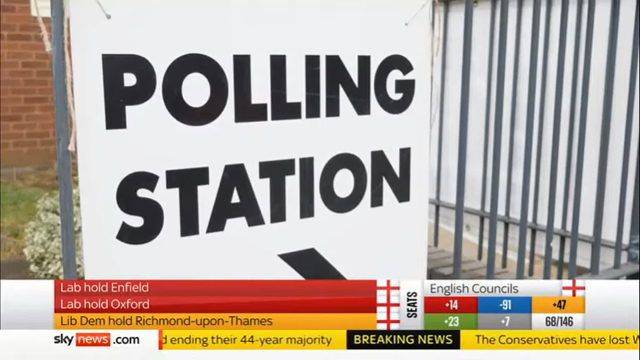 POLLING
STATION
Lab hold Enfield
Lab hold Oxford
Lib Dem hold Richmond-upon-Thames
SEATS
English Councils
+14 -91 +47
+23 +7 68/146
sky news.com
d ending their 44-year majority
BREAKING NEWS
The Conservatives have lost W